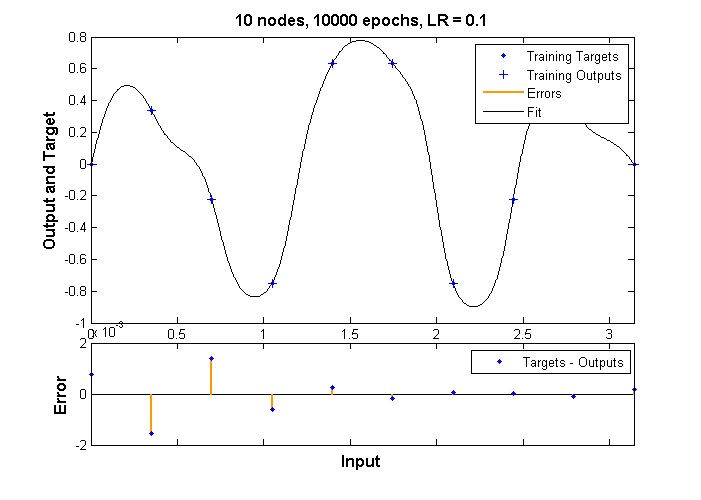 10 nodes, 10000 epochs, LR = 0.1
Output and Target
0.8
0.6
0.4
0.2
0
-0.2
-0.4
-0.6
-0.8
-1
Training Targets
Training Outputs
Errors
Fit
0 0.5 1 1.5 2 2.5 3
x 10-3
Error
2
0
-2
Targets - Outputs
Input